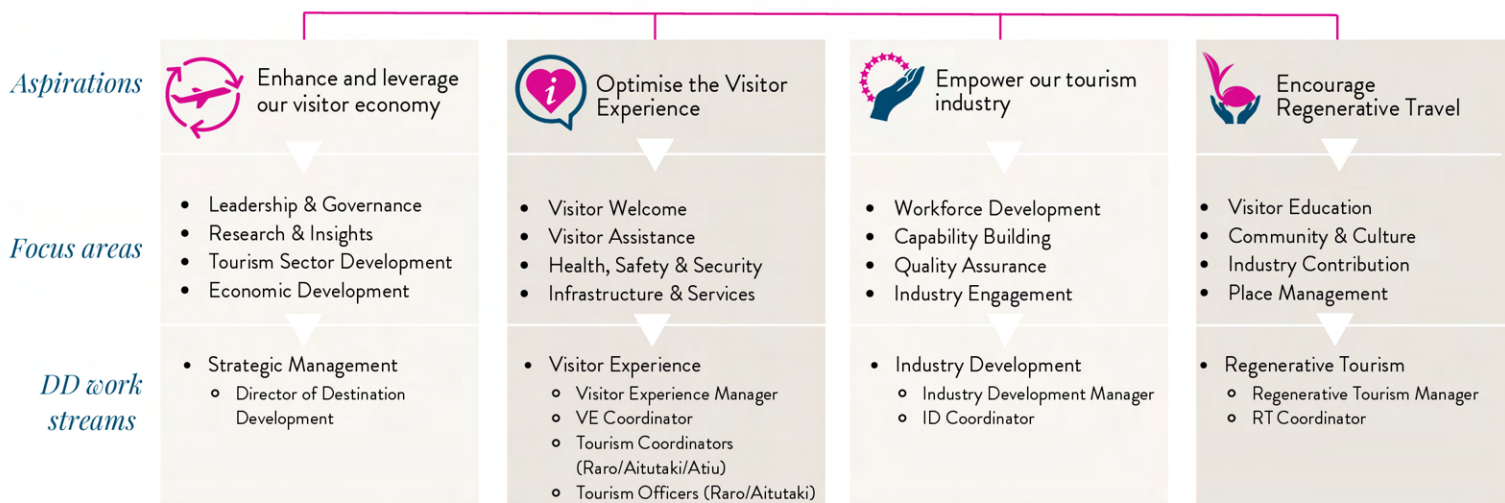 Aspirations
Enhance and leverage
our visitor economy
i
Optimise the Visitor
Experience
Empower our tourism
industry
Encourage
Regenerative Travel
Focus areas
• Leadership & Governance
• Research & Insights
• Tourism Sector Development
• Economic Development
• Visitor Welcome
• Visitor Assistance
• Health, Safety & Security
• Infrastructure & Services
• Workforce Development
• Capability Building
• Quality Assurance
• Industry Engagement
• Visitor Education
• Community & Culture
• Industry Contribution
• Place Management
DD work
streams
• Strategic Management
o Director of Destination
Development
• Visitor Experience
o Visitor Experience Manager
o VE Coordinator
o Tourism Coordinators
(Raro/Aitutaki/Atiu)
o Tourism Officers (Raro/Aitutaki)
• Industry Development
o Industry Development Manager
o ID Coordinator
• Regenerative Tourism
o Regenerative Tourism Manager
o RT Coordinator